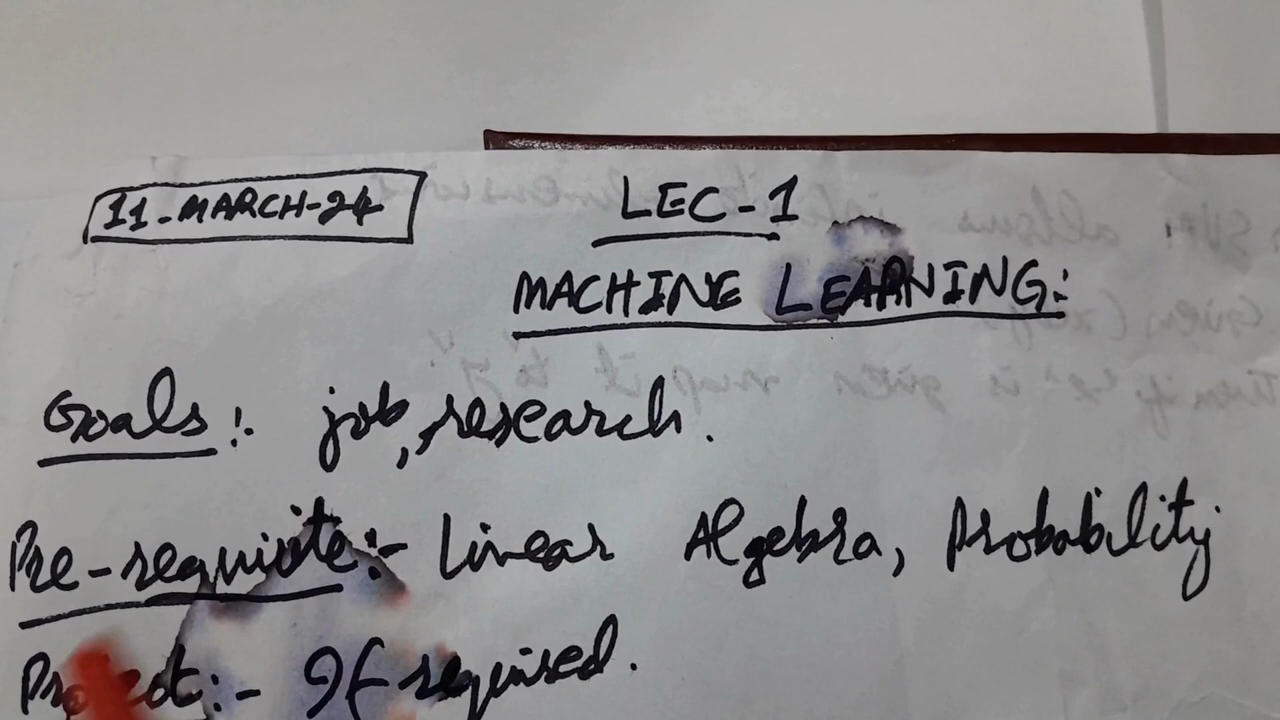 11-MARCH-24
LEC-1
MACHINE LEARNING:
Goals:. job, research.
Pre-requisite:- Linear Algebra, Probability
Project:- If required.